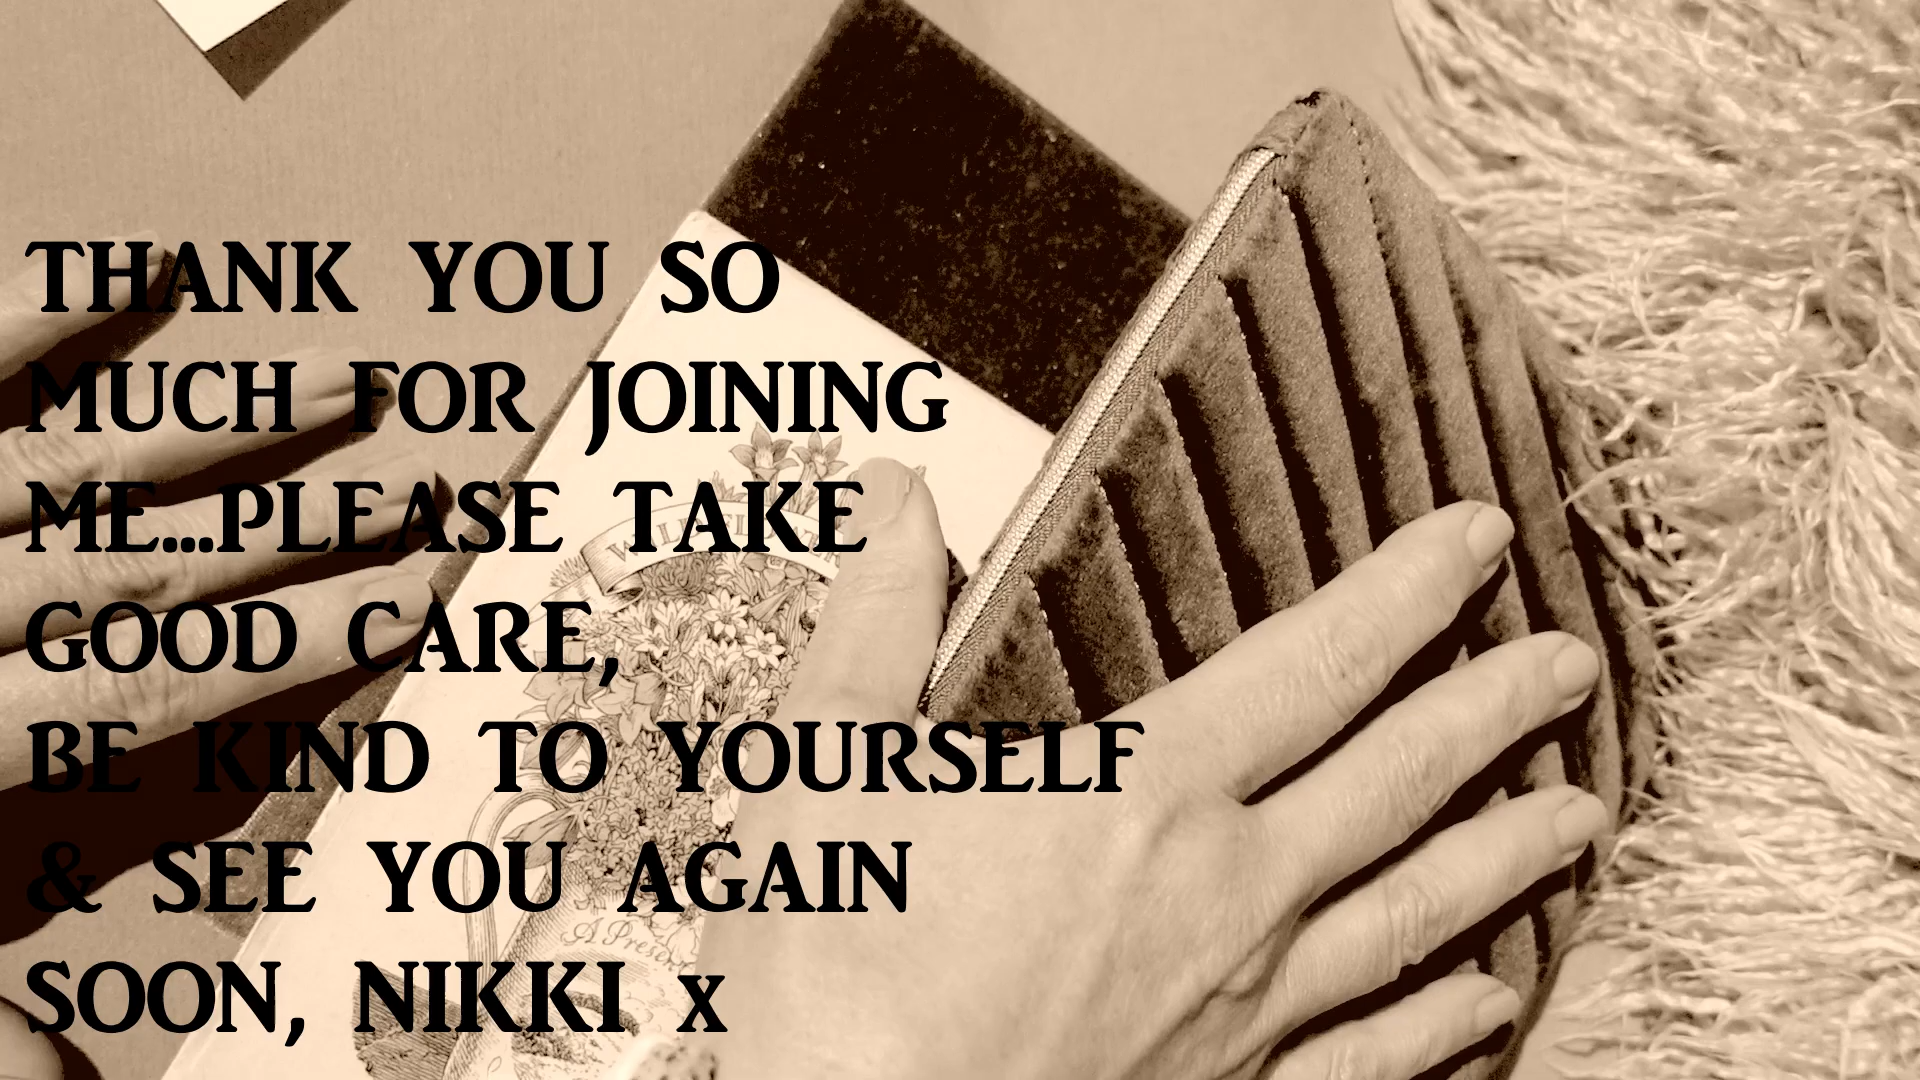 THANK YOU SO
MUCH FOR JOINING
ME...PLEASE TAKE
GOOD CARE,
BE KIND TO YOURSELF
& SEE YOU AGAIN
SOON, NIKKI x
A